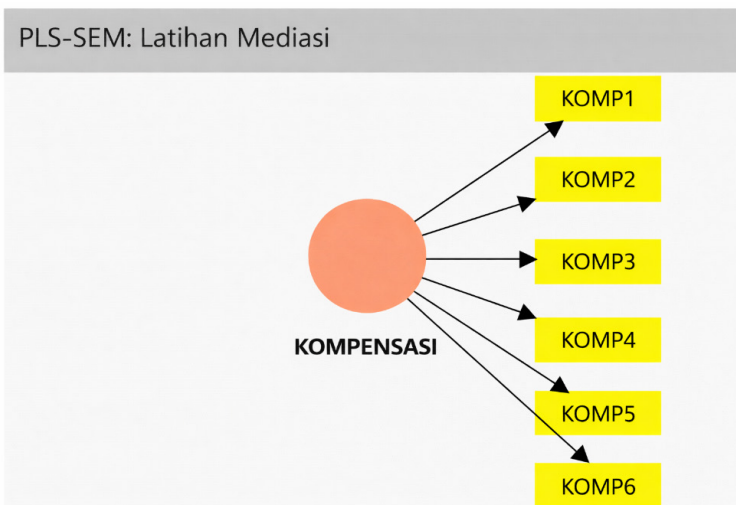 PLS-SEM: Latihan Mediasi
KOMP1
KOMP2
KOMP3
KOMP4
KOMPENSASI
KOMP5
KOMP6